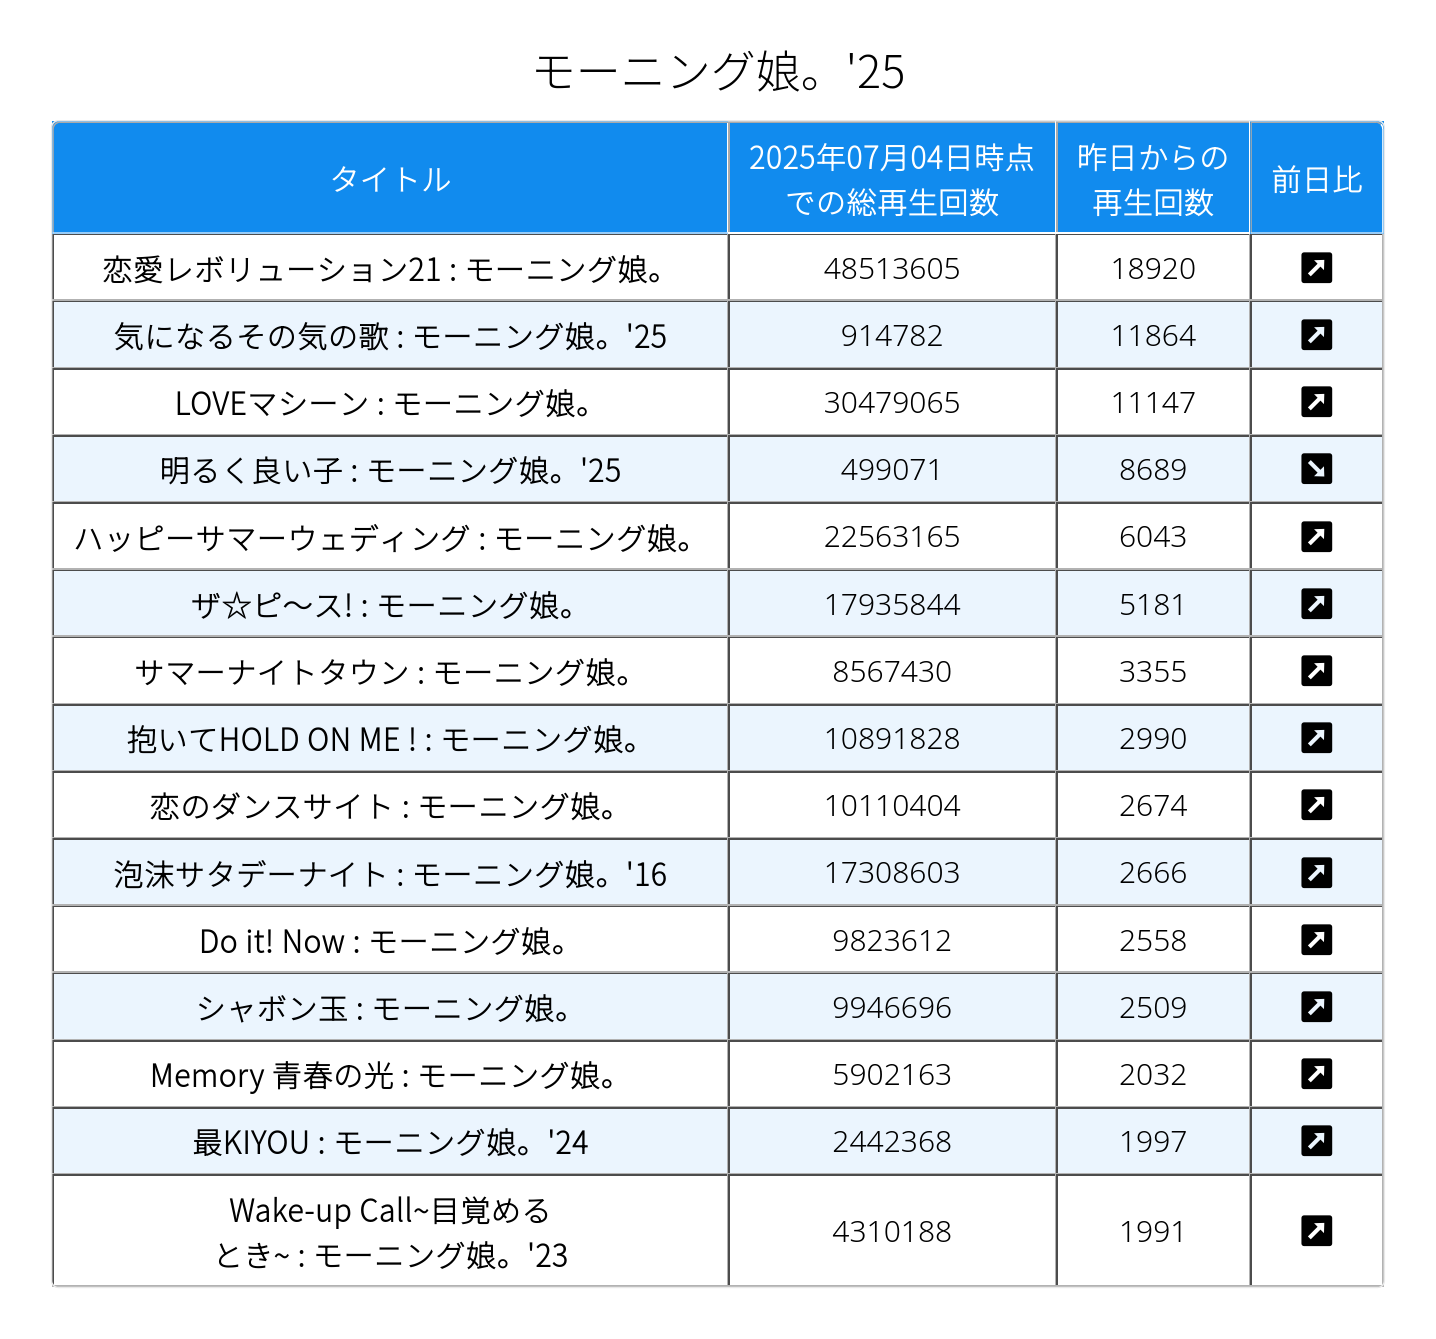 モーニング娘。'25
タイトル
2025年07月04日時点
での総再生回数
昨日からの
再生回数
前日比
恋愛レボリューション21 : モーニング娘。 48513605 18920
気になるその気の歌 : モーニング娘。'25 914782 11864
LOVEマシーン : モーニング娘。 30479065 11147
明るく良い子 : モーニング娘。'25 499071 8689
ハッピーサマーウェディング : モーニング娘。 22563165 6043
ザ☆ピ〜ス! : モーニング娘。 17935844 5181
サマーナイトタウン : モーニング娘。 8567430 3355
抱いてHOLD ON ME ! : モーニング娘。 10891828 2990
恋のダンスサイト : モーニング娘。 10110404 2674
泡沫サタデーナイト : モーニング娘。'16 17308603 2666
Do it! Now : モーニング娘。 9823612 2558
シャボン玉 : モーニング娘。 9946696 2509
Memory 青春の光 : モーニング娘。 5902163 2032
最KIYOU : モーニング娘。'24 2442368 1997
Wake-up Call~目覚める
とき~ : モーニング娘。'23 4310188 1991